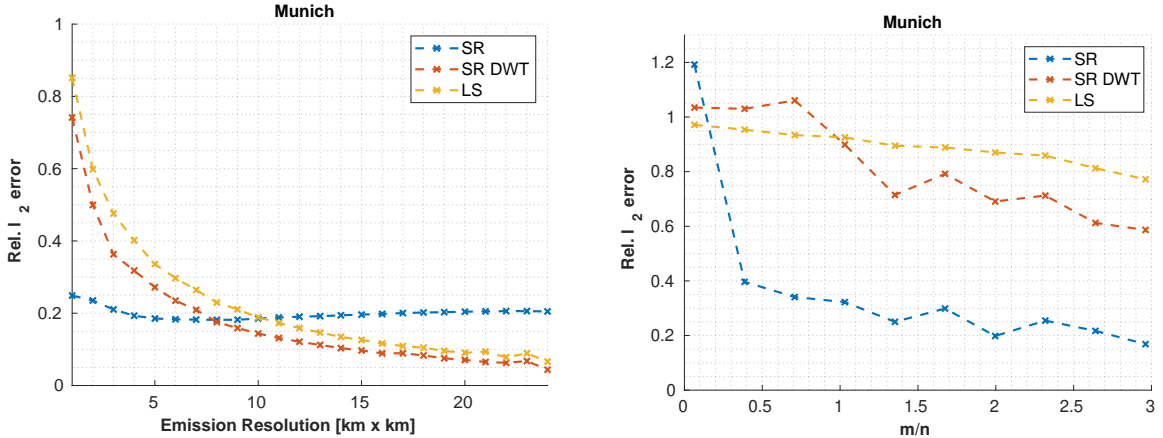 Munich
1
0.8
0.6
0.4
0.2
0
5
10
15
20
Rel. l 2 error
Emission Resolution [km x km]
SR
SR DWT
LS
Munich
1.2
1
0.8
0.6
0.4
0.2
0
0
0.5
1
1.5
2
2.5
3
Rel. l 2 error
m/n
SR
SR DWT
LS